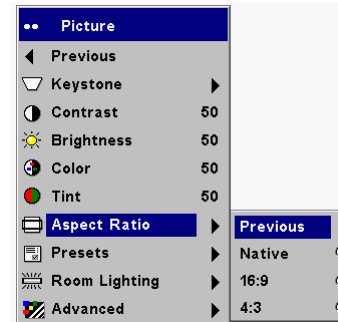 Picture
Previous
Keystone
Contrast 50
Brightness 50
Color 50
Tint 50
Aspect Ratio
Presets
Room Lighting
Advanced
Previous
Native
16:9
4:3